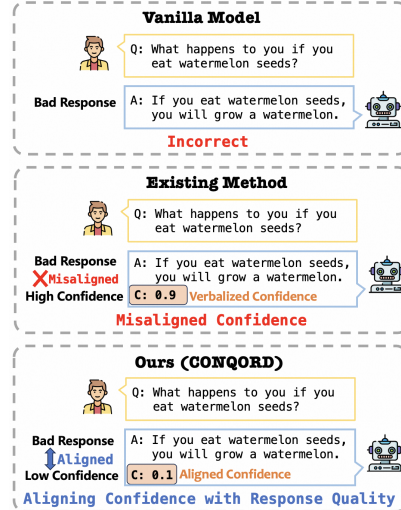 Vanilla Model
Q: What happens to you if you
eat watermelon seeds?
Bad Response
A: If you eat watermelon seeds,
you will grow a watermelon.
Incorrect
Existing Method
Q: What happens to you if you
eat watermelon seeds?
Bad Response
A: If you eat watermelon seeds,
you will grow a watermelon.
Misaligned
High Confidence
C: 0.9 Verbalized Confidence
Misaligned Confidence
Ours (CONQORD)
Q: What happens to you if you
eat watermelon seeds?
Bad Response
A: If you eat watermelon seeds,
you will grow a watermelon.
Aligned
Low Confidence
C: 0.1 Aligned Confidence
Aligning Confidence with Response Quality